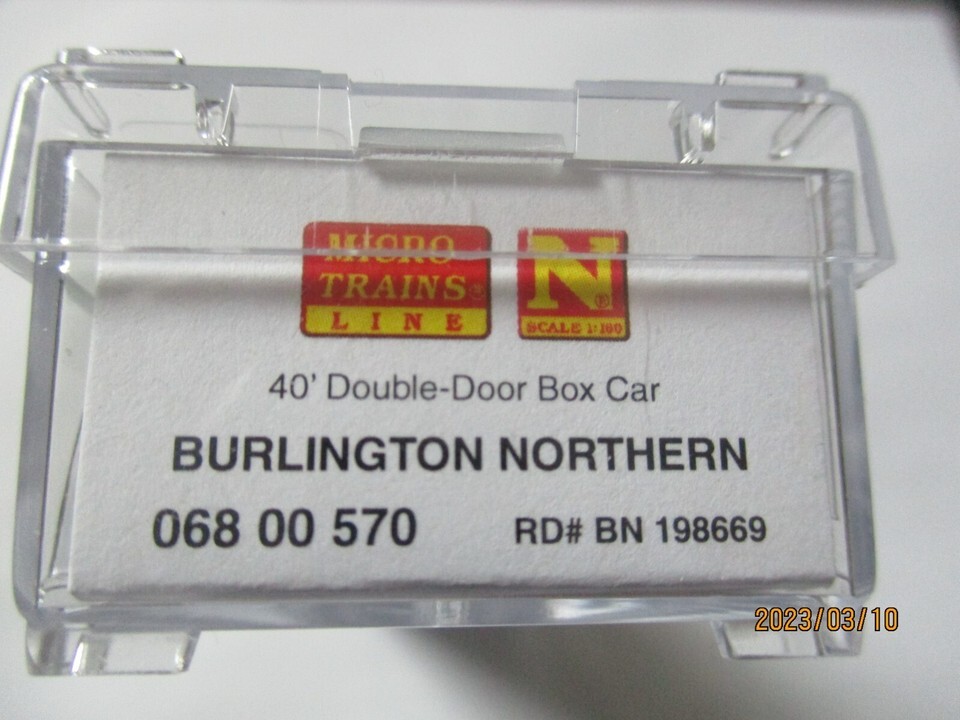 MICRO
TRAINS®
LINE
N®
SCALE 1:160
40' Double-Door Box Car
BURLINGTON NORTHERN
068 00 570 RD# BN 198669
2023/03/10